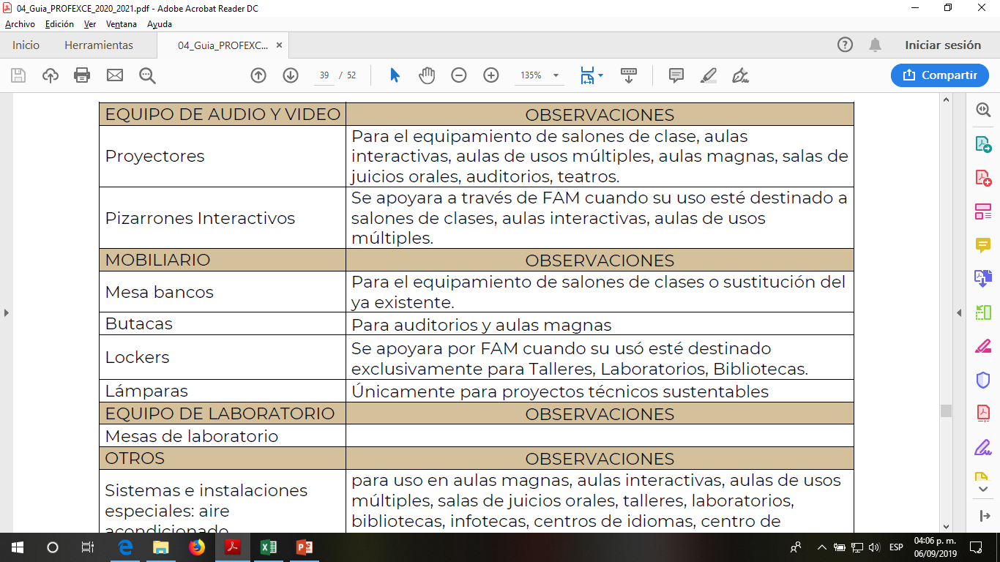 04_Guia_PROFEXCE_2020_2021.pdf - Adobe Acrobat Reader DC
Archivo Edición Ver Ventana Ayuda
Inicio Herramientas 04_Guia_PROFEXC... × Iniciar sesión
39 / 52 135% Compartir
EQUIPO DE AUDIO Y VIDEO OBSERVACIONES
Proyectores
Para el equipamiento de salones de clase, aulas
interactivas, aulas de usos múltiples, aulas magnas, salas de
juicios orales, auditorios, teatros.
Pizarrones Interactivos
Se apoyara a través de FAM cuando su uso esté destinado a
salones de clases, aulas interactivas, aulas de usos
múltiples.
MOBILIARIO OBSERVACIONES
Mesa bancos
Para el equipamiento de salones de clases o sustitución del
ya existente.
Butacas Para auditorios y aulas magnas
Lockers
Se apoyara por FAM cuando su usó esté destinado
exclusivamente para Talleres, Laboratorios, Bibliotecas.
Lámparas Únicamente para proyectos técnicos sustentables
EQUIPO DE LABORATORIO OBSERVACIONES
Mesas de laboratorio
OTROS OBSERVACIONES
Sistemas e instalaciones
especiales: aire
acondicionado
para uso en aulas magnas, aulas interactivas, aulas de usos
múltiples, salas de juicios orales, talleres, laboratorios,
bibliotecas, infotecas, centros de idiomas, centro de
ESP
04:06 p. m.
06/09/2019